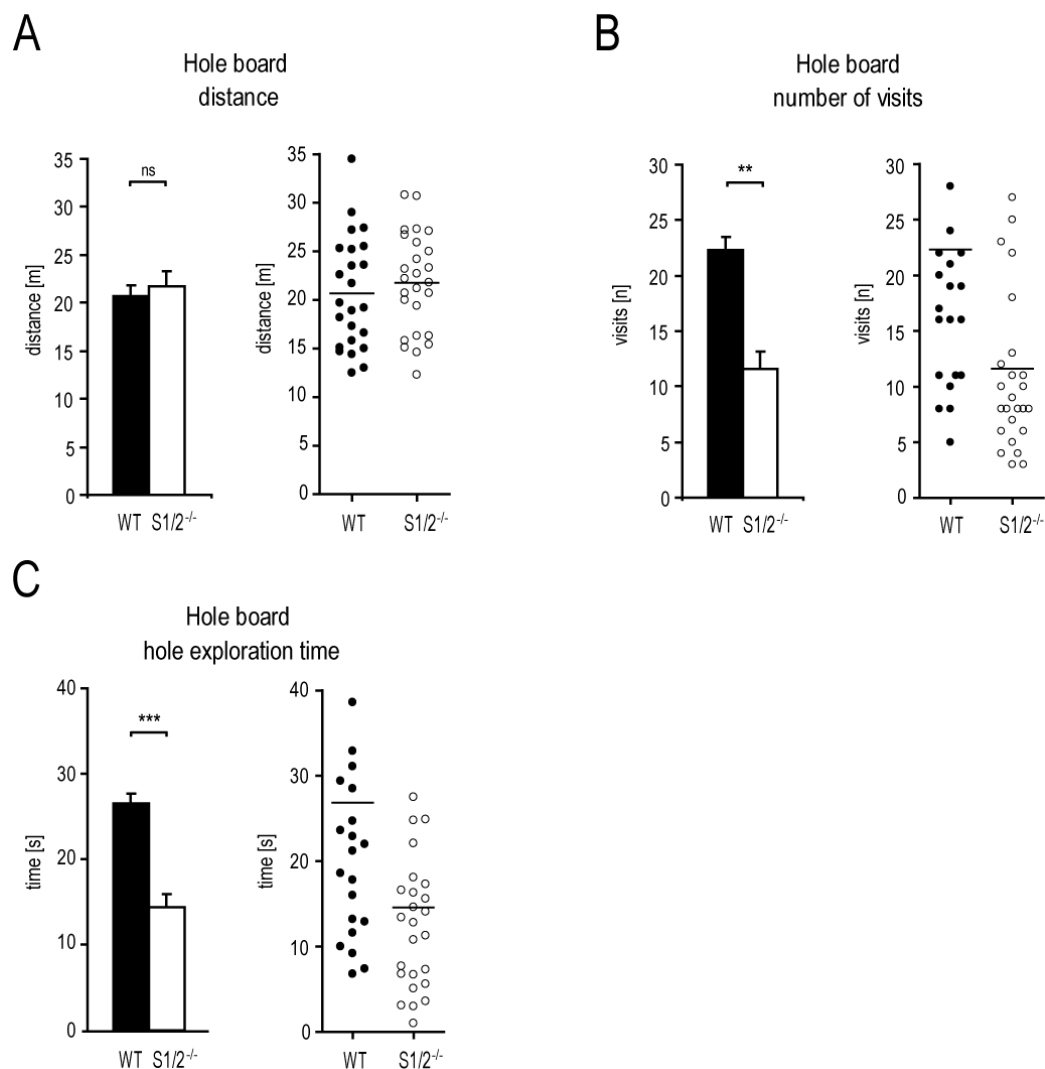 A
Hole board
distance
35
30
25
20
15
10
5
0
distance [m]
ns
WT S1/2-/-
35
30
25
20
15
10
5
0
distance [m]
WT S1/2-/-
B
Hole board
number of visits
30
25
20
15
10
5
0
visits [n]
**
WT S1/2-/-
30
25
20
15
10
5
0
visits [n]
WT S1/2-/-
C
Hole board
hole exploration time
40
30
20
10
0
time [s]
***
WT S1/2-/-
40
30
20
10
0
time [s]
WT S1/2-/-